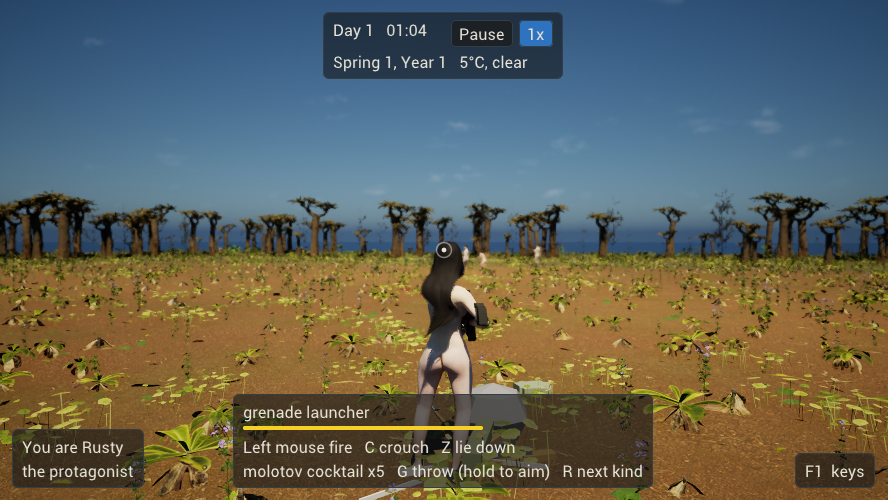 Day 1 01:04 Pause 1x
Spring 1, Year 1 5°C, clear
grenade launcher
Left mouse fire C crouch Z lie down
molotov cocktail x5 G throw (hold to aim) R next kind
You are Rusty
the protagonist
F1 keys